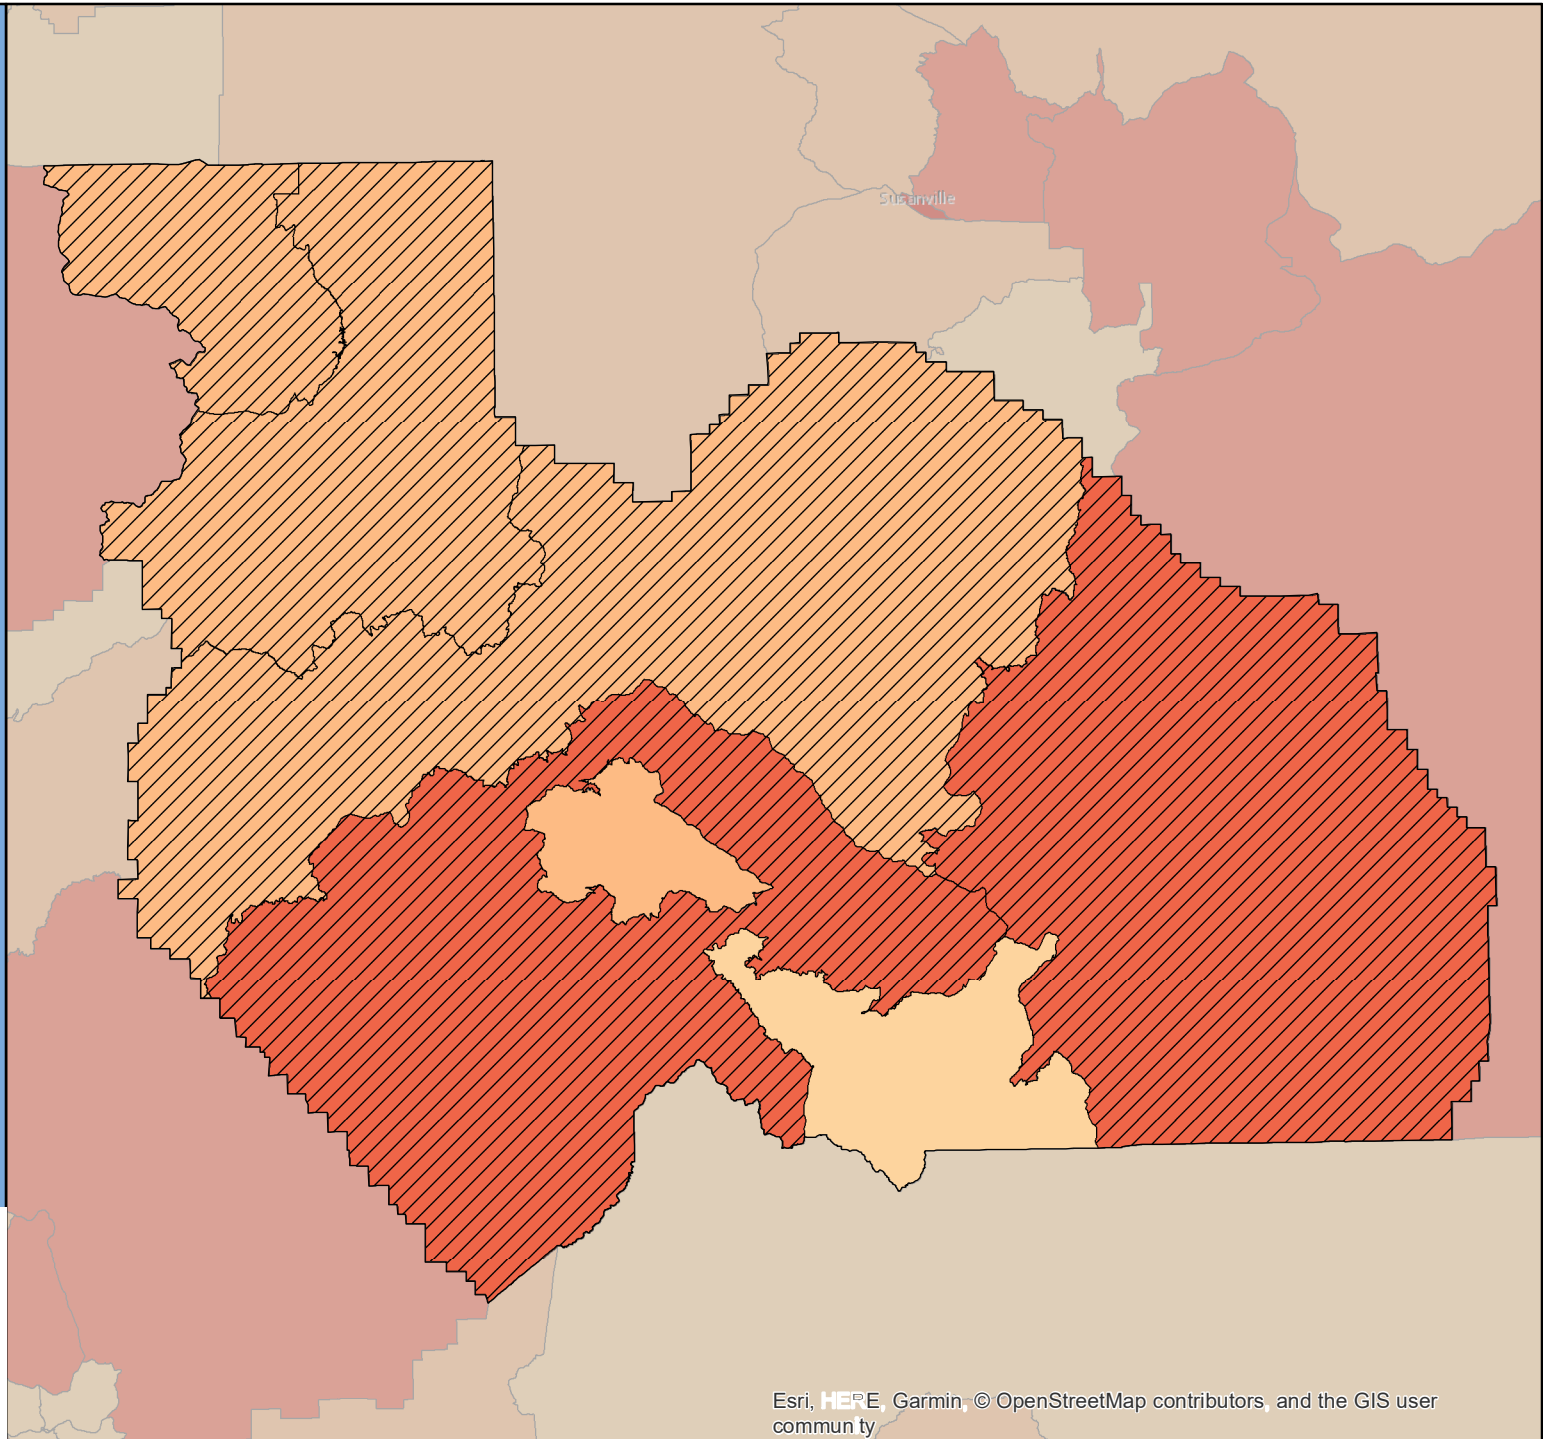 Susanville
Esri, HERE, Garmin, © OpenStreetMap contributors, and the GIS user
community